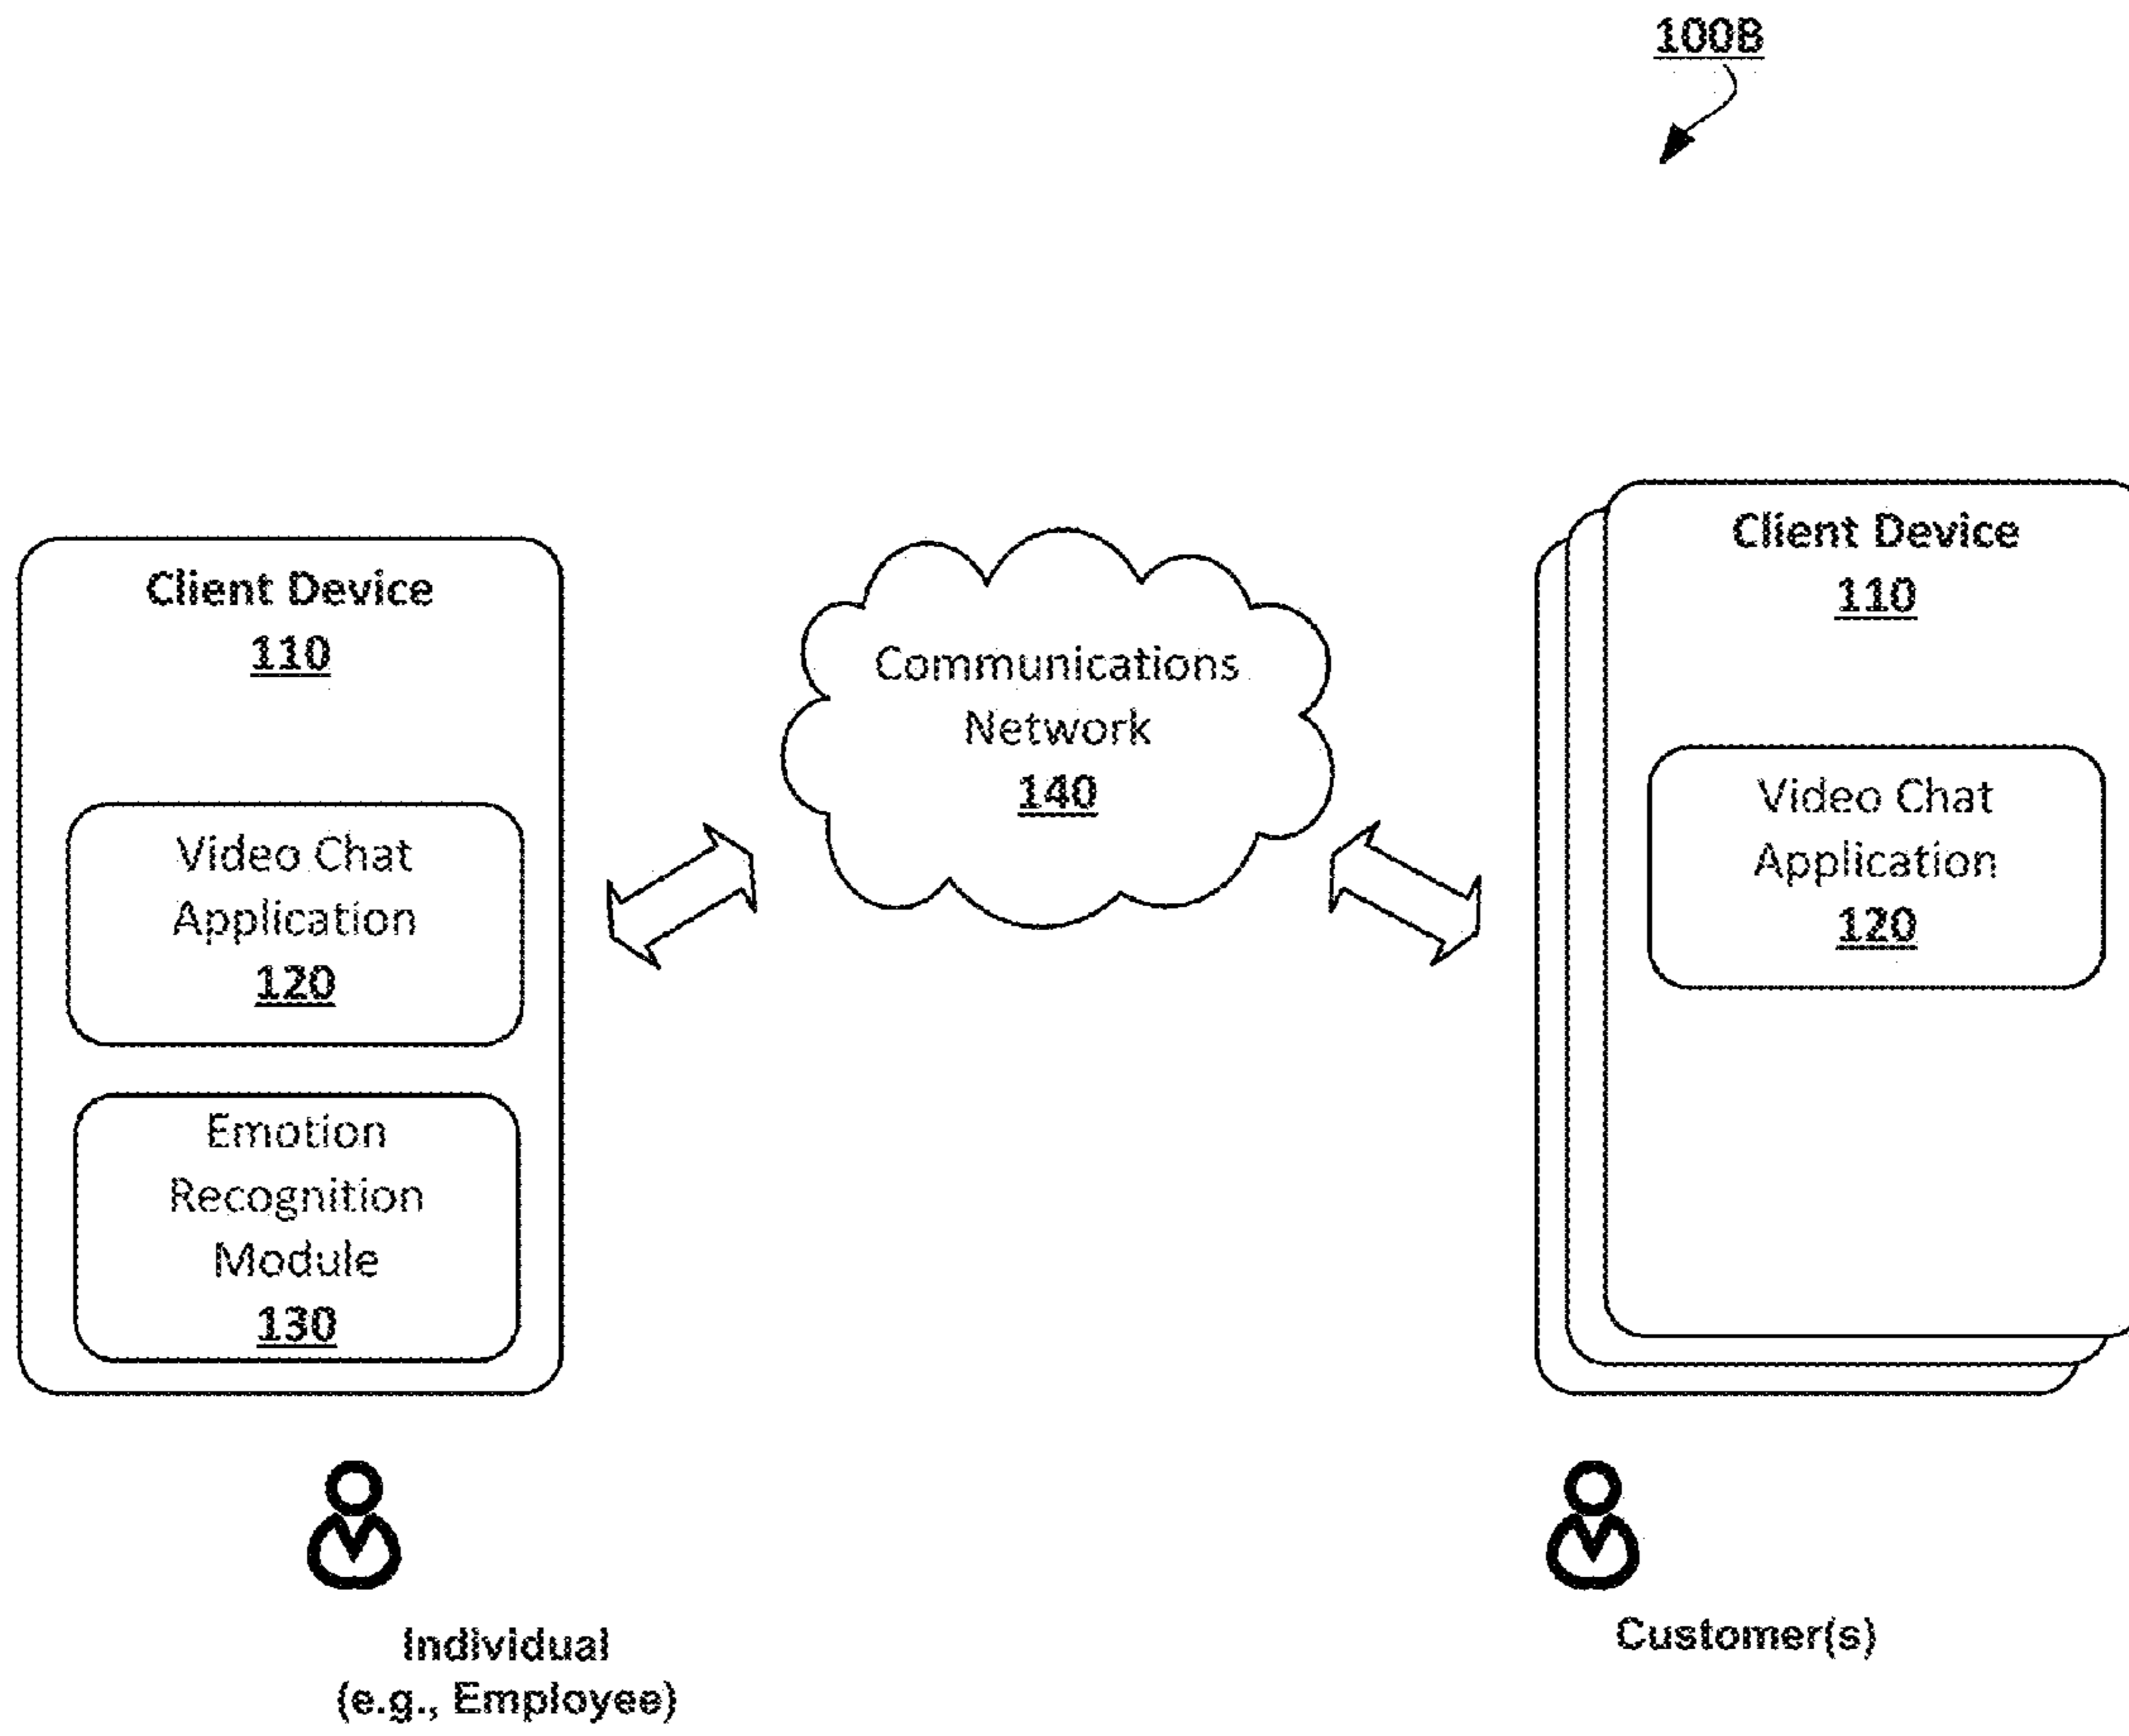 100B
Client Device
110
Video Chat
Application
120
Emotion
Recognition
Module
130
Communications
Network
140
Client Device
110
Video Chat
Application
120
Individual
(e.g., Employee)
Customer(s)